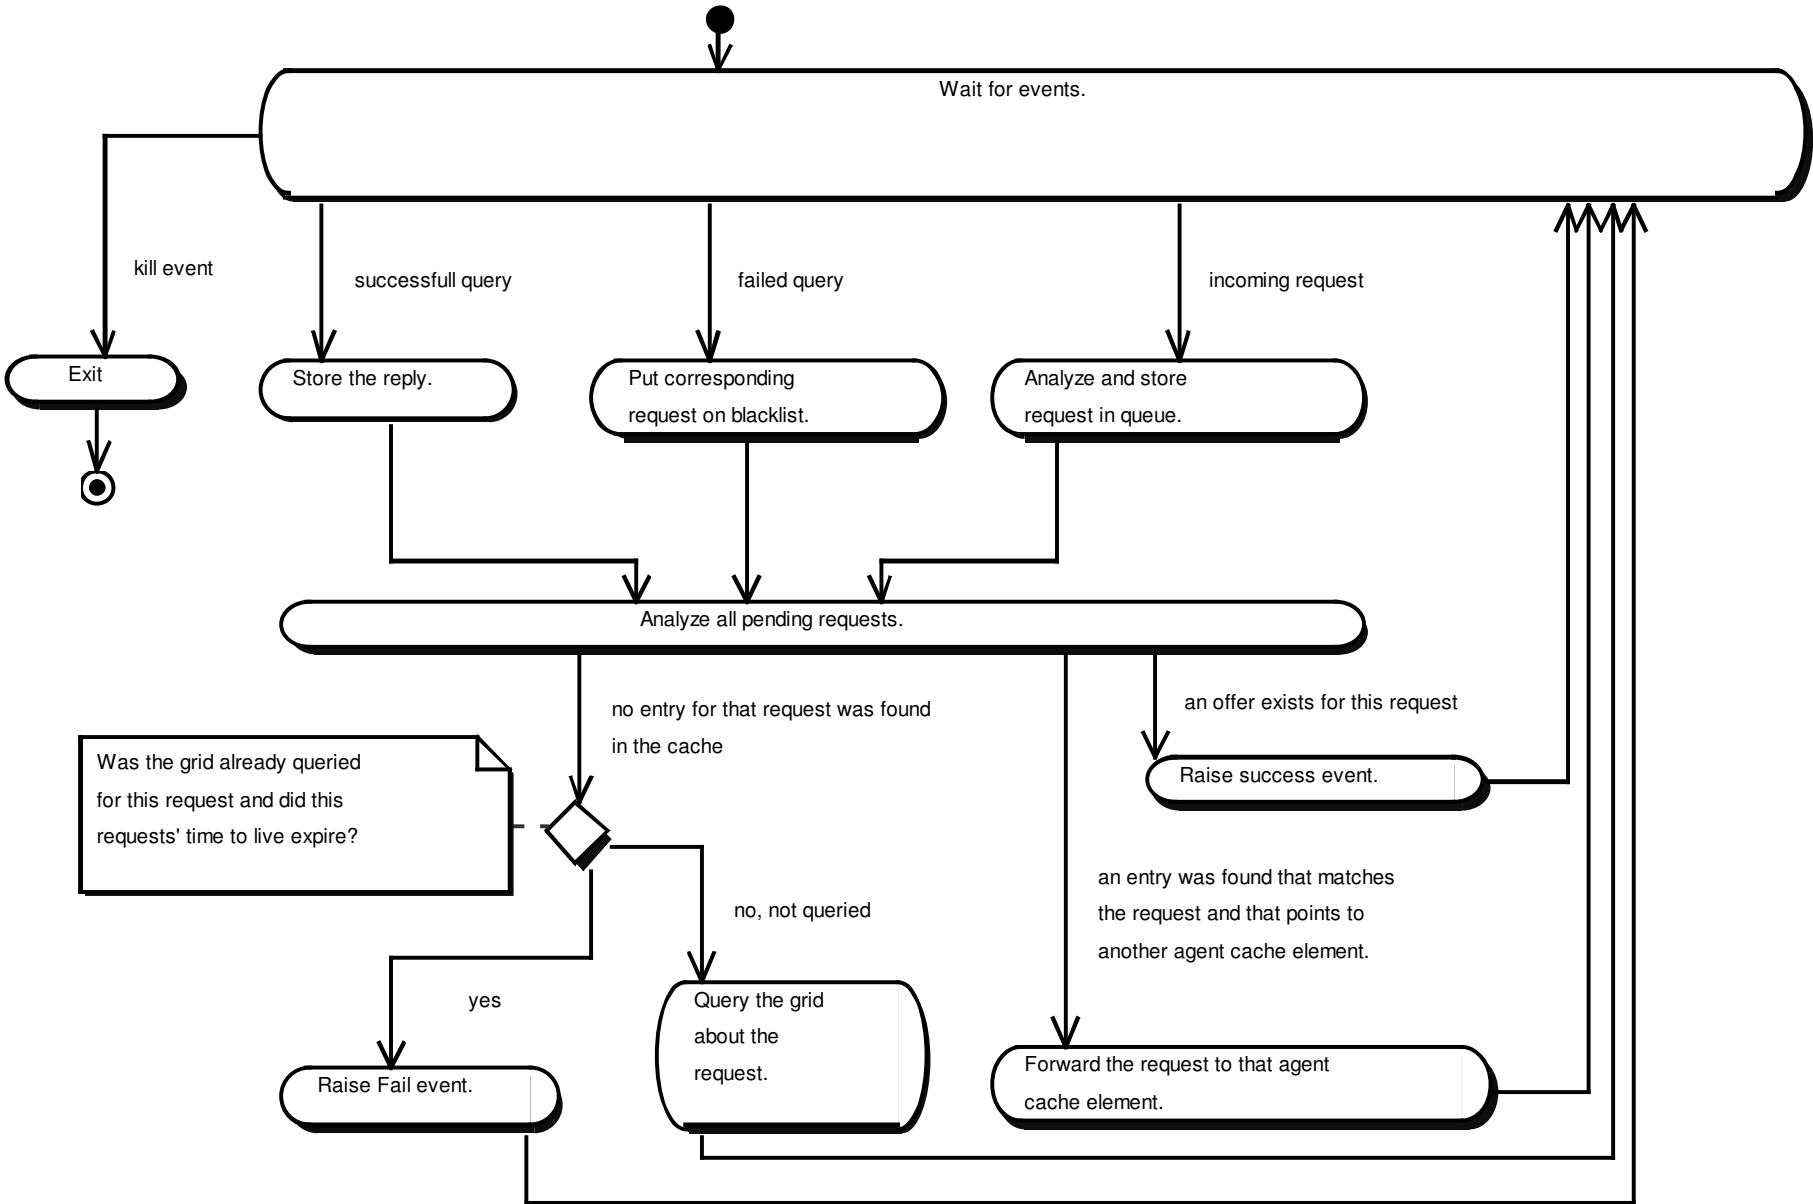 Wait for events.
kill event
successfull query
failed query
incoming request
Exit
Store the reply.
Put corresponding
request on blacklist.
Analyze and store
request in queue.
Analyze all pending requests.
no entry for that request was found
in the cache
an offer exists for this request
Was the grid already queried
for this request and did this
requests' time to live expire?
Raise success event.
an entry was found that matches
the request and that points to
another agent cache element.
no, not queried
yes
Query the grid
about the
request.
Raise Fail event.
Forward the request to that agent
cache element.